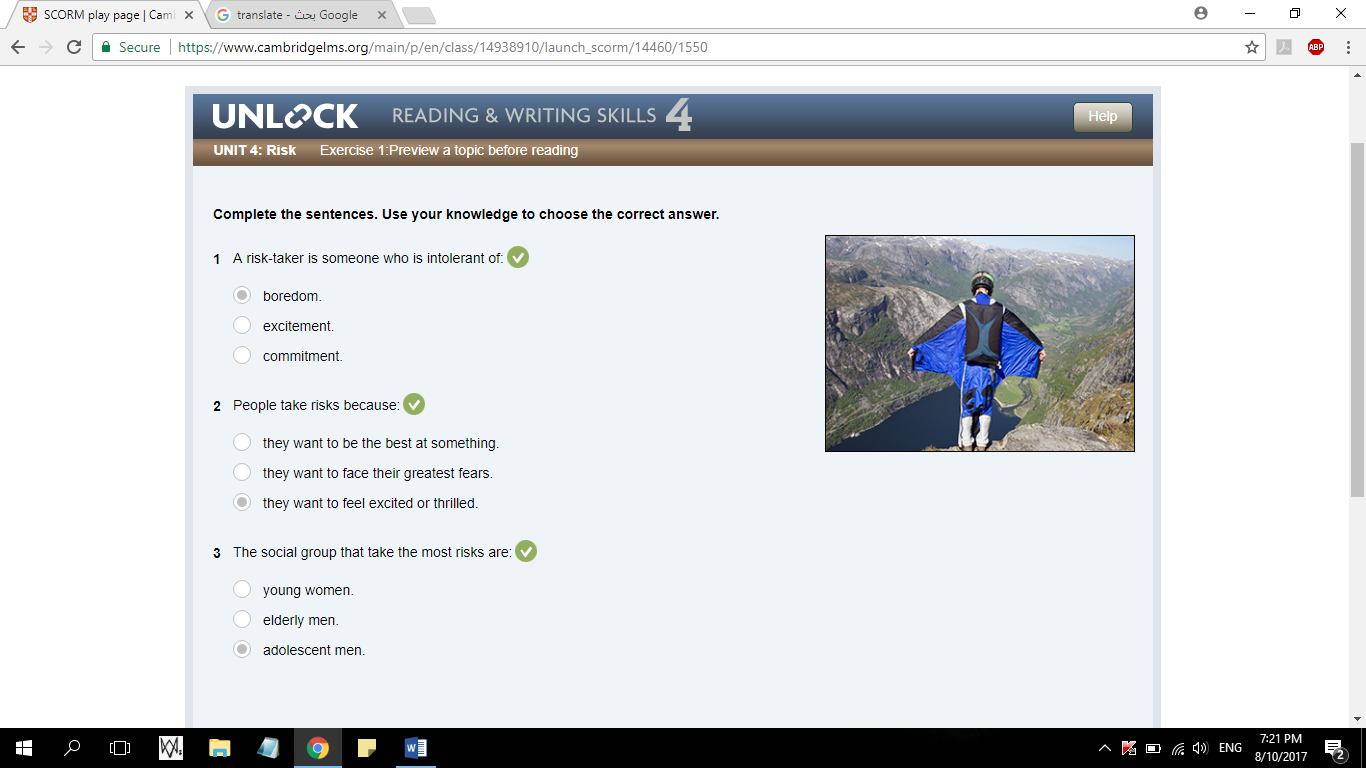 SCORM play page | Cam
translate - بحث Google
Secure
https://www.cambridgelms.org/main/p/en/class/14938910/launch_scorm/14460/1550
ABP
UNLOCK READING & WRITING SKILLS 4
Help
UNIT 4: Risk Exercise 1:Preview a topic before reading
Complete the sentences. Use your knowledge to choose the correct answer.
1 A risk-taker is someone who is intolerant of:
boredom.
excitement.
commitment.
2 People take risks because:
they want to be the best at something.
they want to face their greatest fears.
they want to feel excited or thrilled.
3 The social group that take the most risks are:
young women.
elderly men.
adolescent men.
ENG
7:21 PM
8/10/2017
2